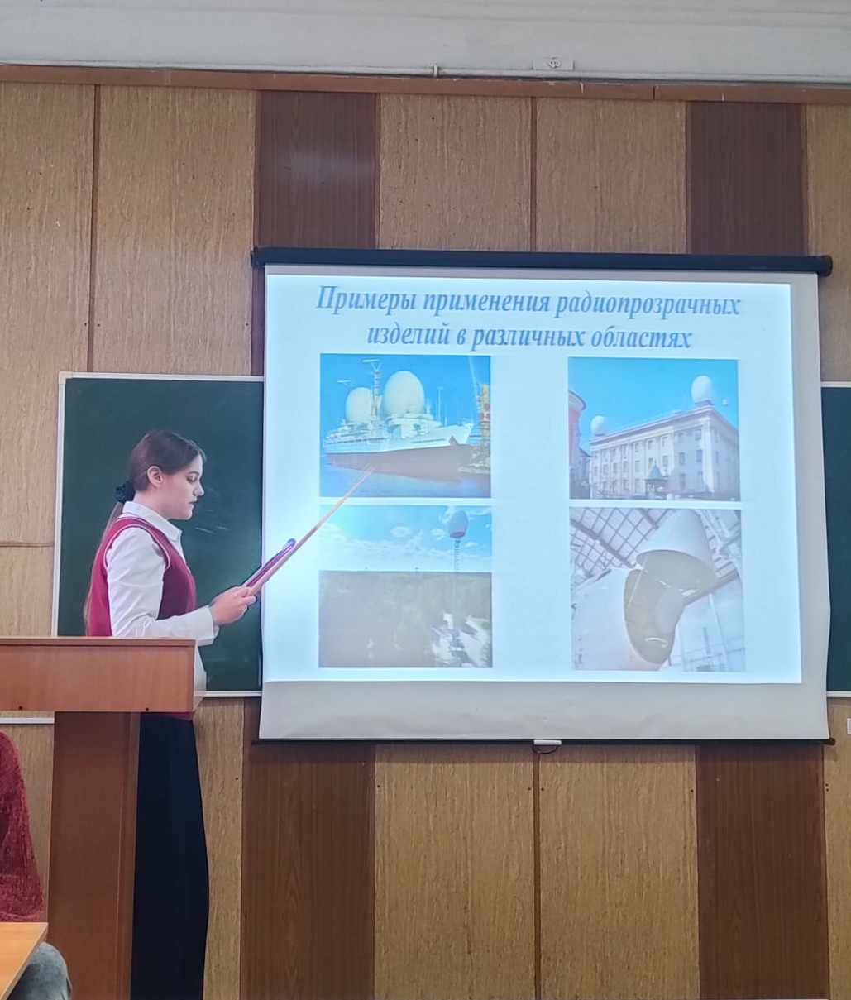 Примеры применения радиопрозрачных
изделий в различных областях